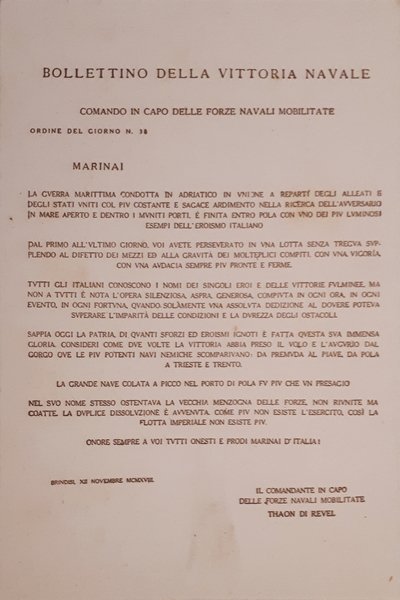 BOLLETTINO DELLA VITTORIA NAVALE
COMANDO IN CAPO DELLE FORZE NAVALI MOBILITATE
ORDINE DEL GIORNO N. 38
MARINAI
LA GVERRA MARITTIMA CONDOTTA IN ADRIATICO IN VNIONE A REPARTI DEGLI ALLEATI E
DEGLI STATI VNITI COL PIV COSTANTE E SAGACE ARDIMENTO NELLA RICERCA DELL'AVVERSARIO
IN MARE APERTO E DENTRO I MVNITI PORTI, È FINITA ENTRO POLA CON VNO DEI PIV LVMINOSI
ESEMPI DELL'EROISMO ITALIANO
DAL PRIMO ALL'VLTIMO GIORNO, VOI AVETE PERSEVERATO IN VNA LOTTA SENZA TREGVA SVP-
PLENDO AL DIFETTO DEI MEZZI ED ALLA GRAVITÀ DEI MOLTEPLICI COMPITI, CON VNA VIGORIA,
CON VNA AVDACIA SEMPRE PIV PRONTE E FERME.
TVTTI GLI ITALIANI CONOSCONO I NOMI DEI SINGOLI EROI E DELLE VITTORIE FVLMINEE, MA
NON A TVTTI È NOTA L'OPERA SILENZIOSA, ASPRA, GENEROSA, COMPIVTA IN OGNI ORA, IN OGNI
EVENTO, IN OGNI FORTVNA, QVANDO SOLAMENTE VNA ASSOLVTA DEDIZIONE AL DOVERE POTEVA
SVPERARE L'IMPARITÀ DELLE CONDIZIONI E LA DVREZZA DEGLI OSTACOLI.
SAPPIA OGGI LA PATRIA, DI QVANTI SFORZI ED EROISMI IGNOTI È FATTA QVESTA SVA IMMENSA
GLORIA. CONSIDERI COME DVE VOLTE LA VITTORIA ABBIA PRESO IL VOLO E L'AVGVRIO DAL
GORGO OVE LE PIV POTENTI NAVI NEMICHE SCOMPARIVANO: DA PREMVDA AL PIAVE, DA POLA
A TRIESTE E TRENTO.
LA GRANDE NAVE COLATA A PICCO NEL PORTO DI POLA FV PIV CHE VN PRESAGIO
NEL SVO NOME STESSO OSTENTAVA LA VECCHIA MENZOGNA DELLE FORZE, NON RIVNITE MA
COATTE. LA DVPLICE DISSOLVZIONE È AVVENVTA. COME PIV NON ESISTE L'ESERCITO, COSÌ LA
FLOTTA IMPERIALE NON ESISTE PIV.
ONORE SEMPRE A VOI TVTTI ONESTI E PRODI MARINAI D'ITALIA!
BRINDISI, XII NOVEMBRE MCMXVIII.
IL COMANDANTE IN CAPO
DELLE FORZE NAVALI MOBILITATE
THAON DI REVEL